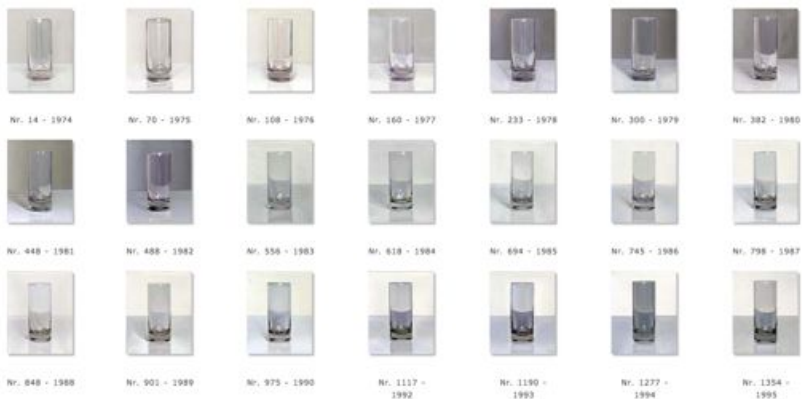 Nr. 14 - 1974
Nr. 70 - 1975
Nr. 108 - 1976
Nr. 160 - 1977
Nr. 233 - 1978
Nr. 300 - 1979
Nr. 382 - 1980
Nr. 448 - 1981
Nr. 488 - 1982
Nr. 556 - 1983
Nr. 618 - 1984
Nr. 694 - 1985
Nr. 745 - 1986
Nr. 798 - 1987
Nr. 848 - 1988
Nr. 901 - 1989
Nr. 975 - 1990
Nr. 1117 -
1992
Nr. 1190 -
1993
Nr. 1277 -
1994
Nr. 1354 -
1995